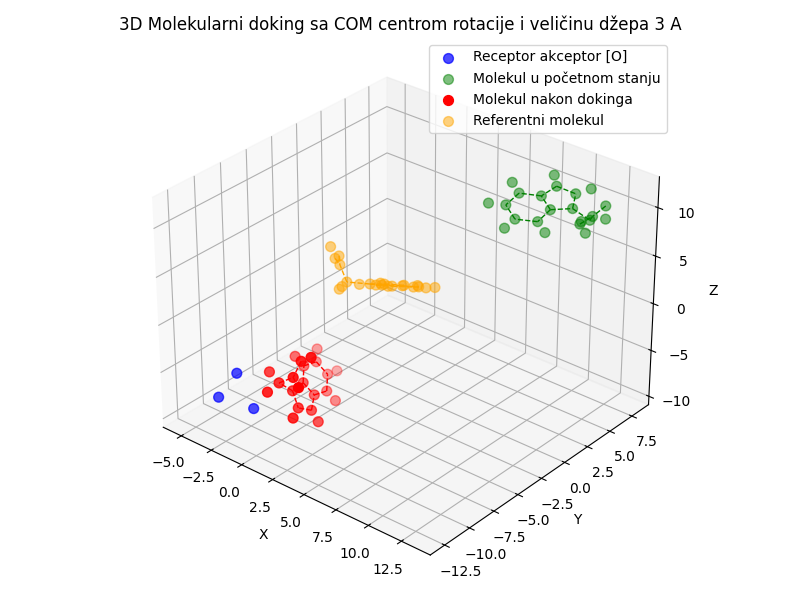 3D Molekularni doking sa COM centrom rotacije i veličinu džepa 3 A
Receptor akceptor [O]
Molekul u početnom stanju
Molekul nakon dokinga
Referentni molekul
10
5
0
−5
−10
Z
−5.0
−2.5
0.0
2.5
5.0
7.5
10.0
12.5
X
−12.5
−10.0
−7.5
−5.0
−2.5
0.0
2.5
5.0
7.5
Y